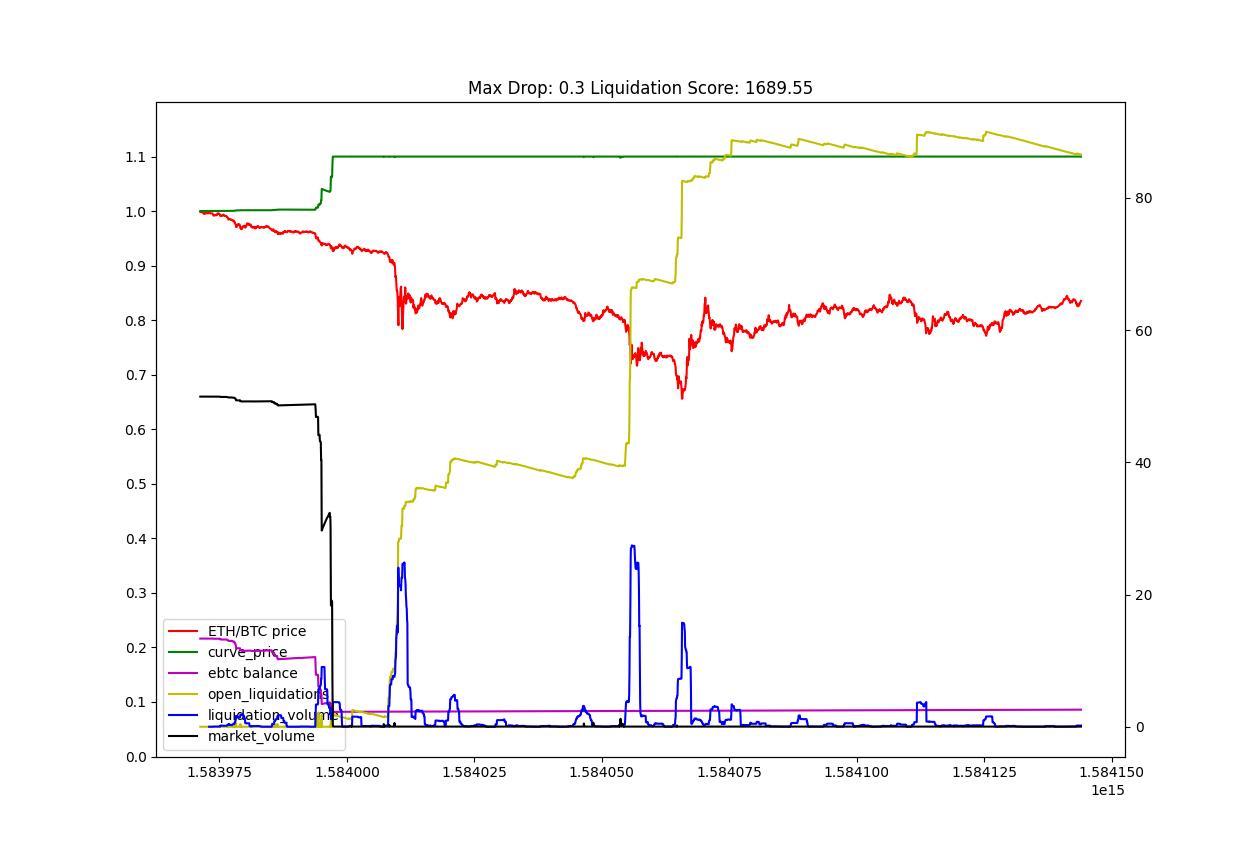 Max Drop: 0.3 Liquidation Score: 1689.55
1.1
1.0
0.9
0.8
0.7
0.6
0.5
0.4
0.3
0.2
0.1
0.0
80
60
40
20
0
ETH/BTC price
curve_price
ebtc balance
open_liquidations
liquidation_volume
market_volume
1.583975 1.584000 1.584025 1.584050 1.584075 1.584100 1.584125 1.584150
1e15